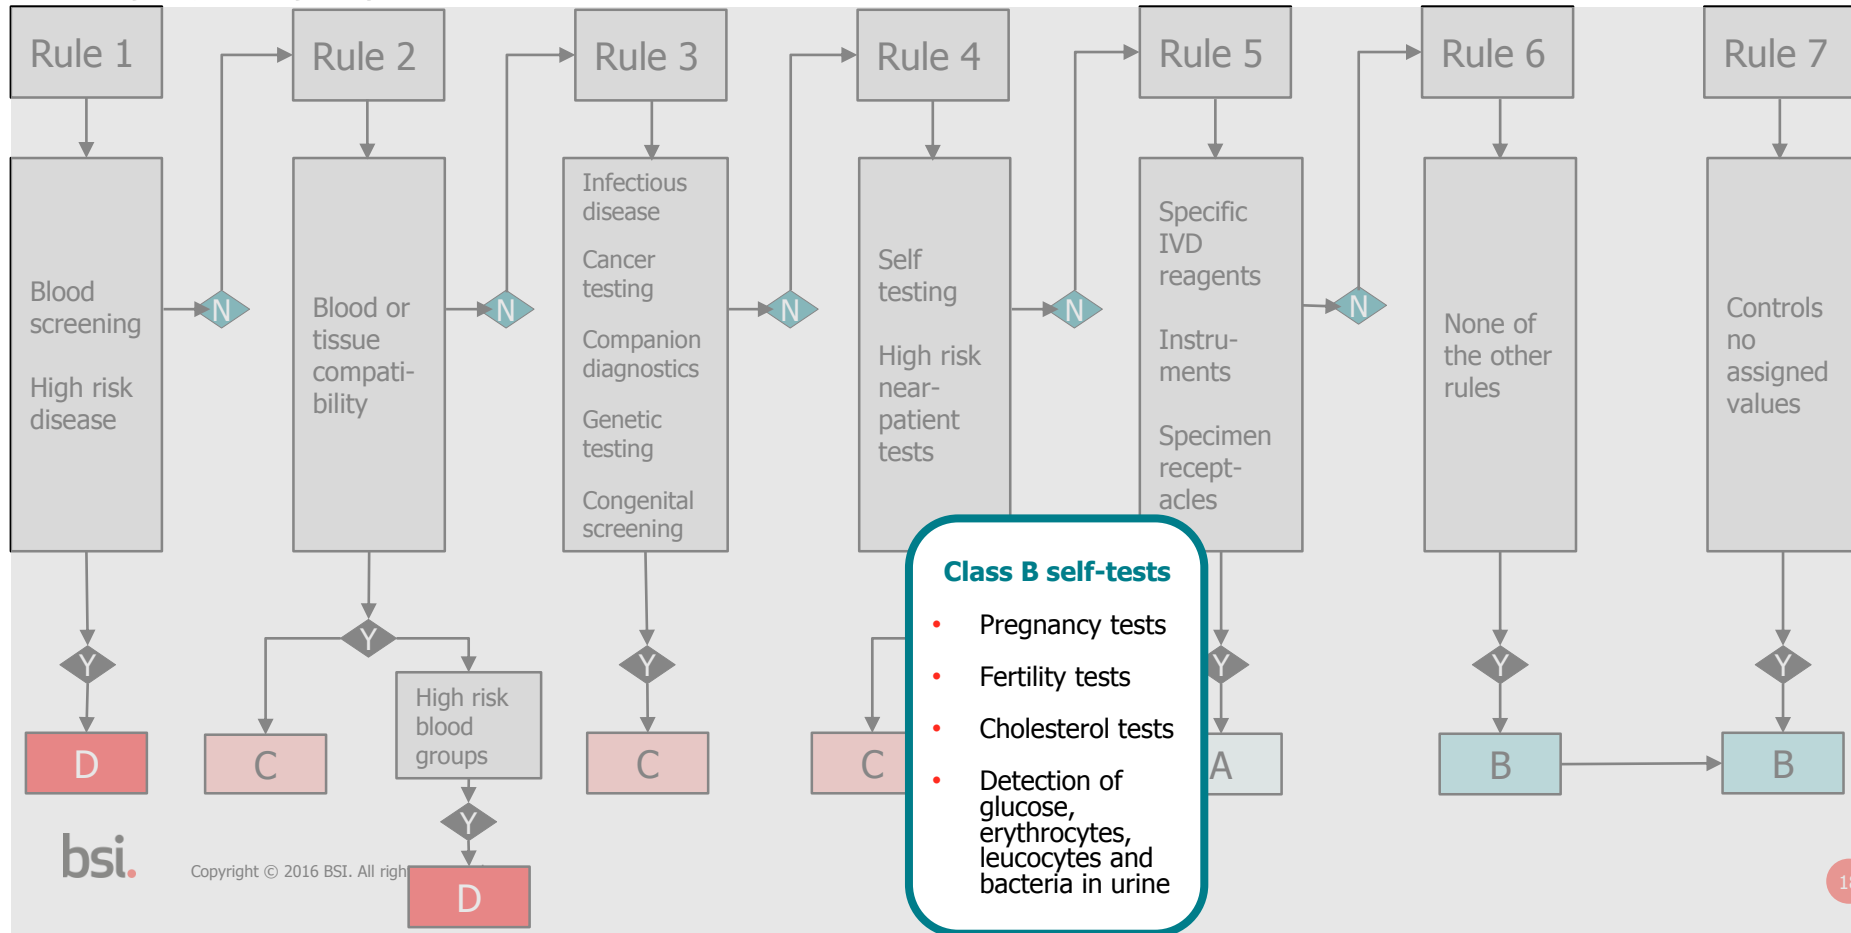 Rule 1
Rule 2
Rule 3
Rule 4
Rule 5
Rule 6
Rule 7
Blood
screening
High risk
disease
N
Blood or
tissue
compati-
bility
N
Infectious
disease
Cancer
testing
Companion
diagnostics
Genetic
testing
Congenital
screening
N
Self
testing
High risk
near-
patient
tests
N
Specific
IVD
reagents
Instru-
ments
Specimen
recept-
acles
N
None of
the other
rules
Controls
no
assigned
values
Y
Y
Y
Y
Y
Y
High risk
blood
groups
Y
D
C
D
C
C
A
B
B
Class B self-tests
• Pregnancy tests
• Fertility tests
• Cholesterol tests
• Detection of
glucose,
erythrocytes,
leucocytes and
bacteria in urine
bsi.
Copyright © 2016 BSI. All
18